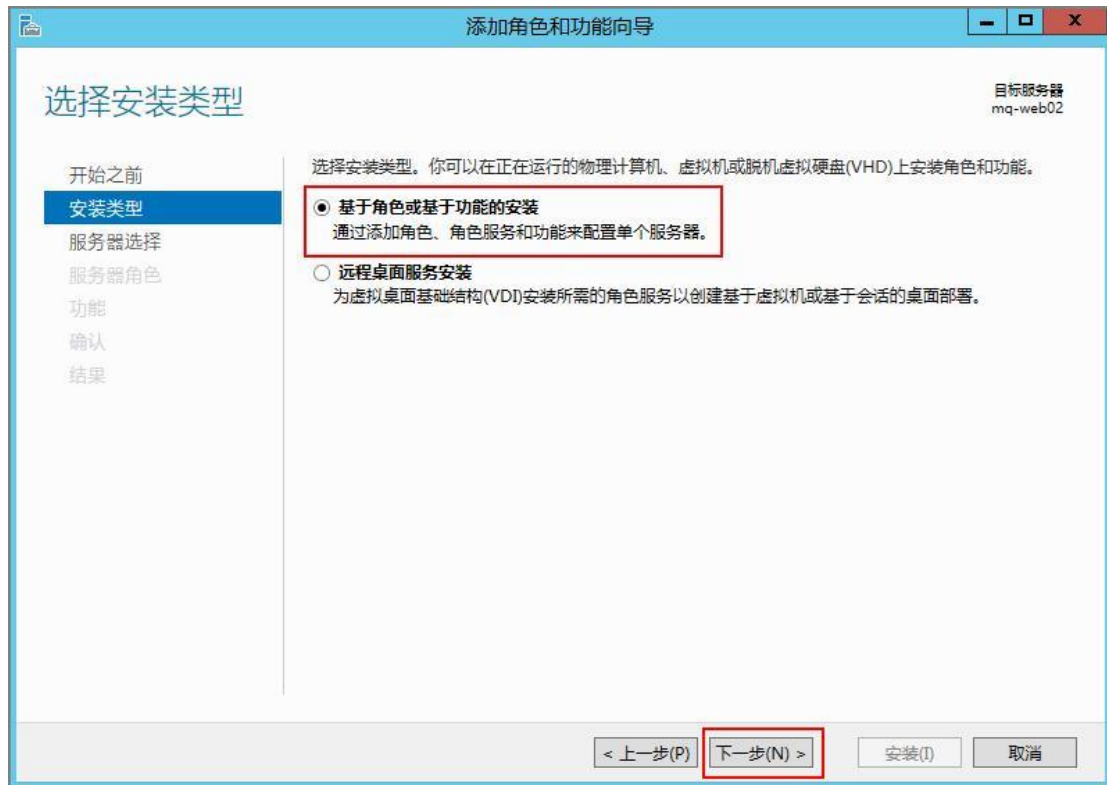 添加角色和功能向导
选择安装类型
目标服务器
mq-web02
开始之前
安装类型
服务器选择
服务器角色
功能
确认
结果
选择安装类型。你可以在正在运行的物理计算机、虚拟机或脱机虚拟硬盘(VHD)上安装角色和功能。
基于角色或基于功能的安装
通过添加角色、角色服务和功能来配置单个服务器。
远程桌面服务安装
为虚拟桌面基础结构(VDI)安装所需的角色服务以创建基于虚拟机或基于会话的桌面部署。
< 上一步(P) 下一步(N) > 安装(I) 取消